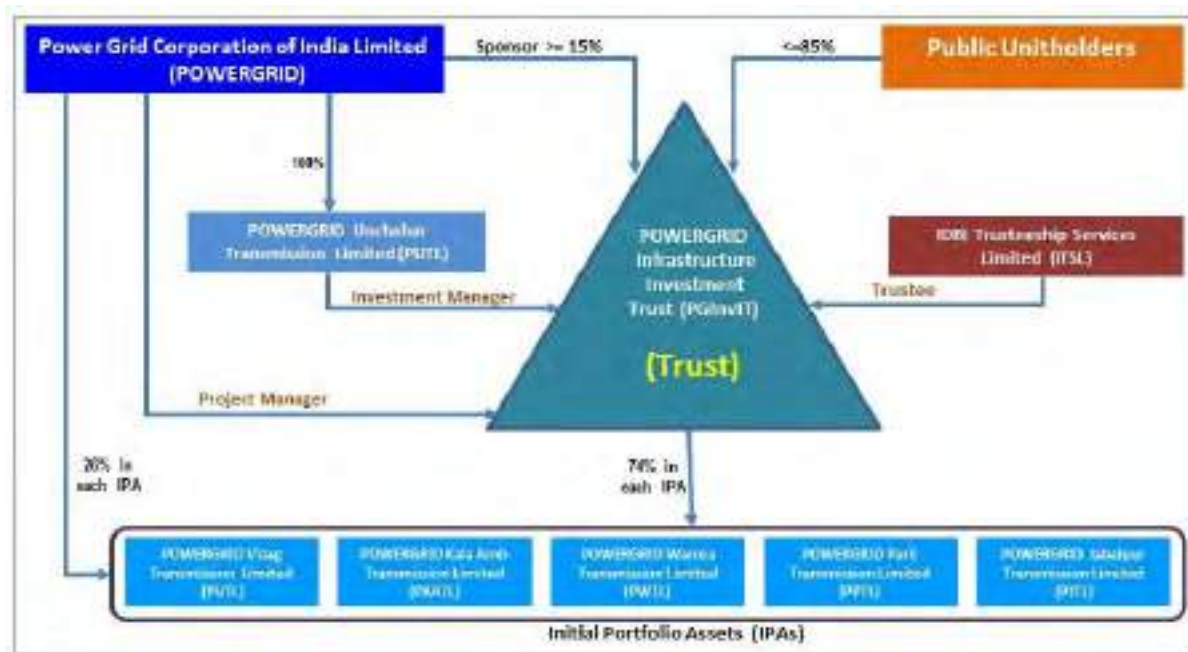 Power Grid Corporation of India Limited
(POWERGRID)
Sponsor >= 15%
<=85%
Public Unitholders
100%
POWERGRID Unchahar
Transmission Limited (PUTL)
POWERGRID
Infrastructure
Investment
Trust (PGInvIT)
(Trust)
IDBI Trusteeship Services
Limited (ITSL)
Investment Manager
Trustee
Project Manager
26% in
each IPA
74% in
each IPA
POWERGRID Vizag
Transmission Limited
POWERGRID Kala Amb
Transmission Limited
POWERGRID Warora
Transmission Limited
(PWTL)
POWERGRID Parli
Transmission Limited
(PPTL)
POWERGRID Jabalpur
Transmission Limited
(PJTL)
Initial Portfolio Assets (IPAs)